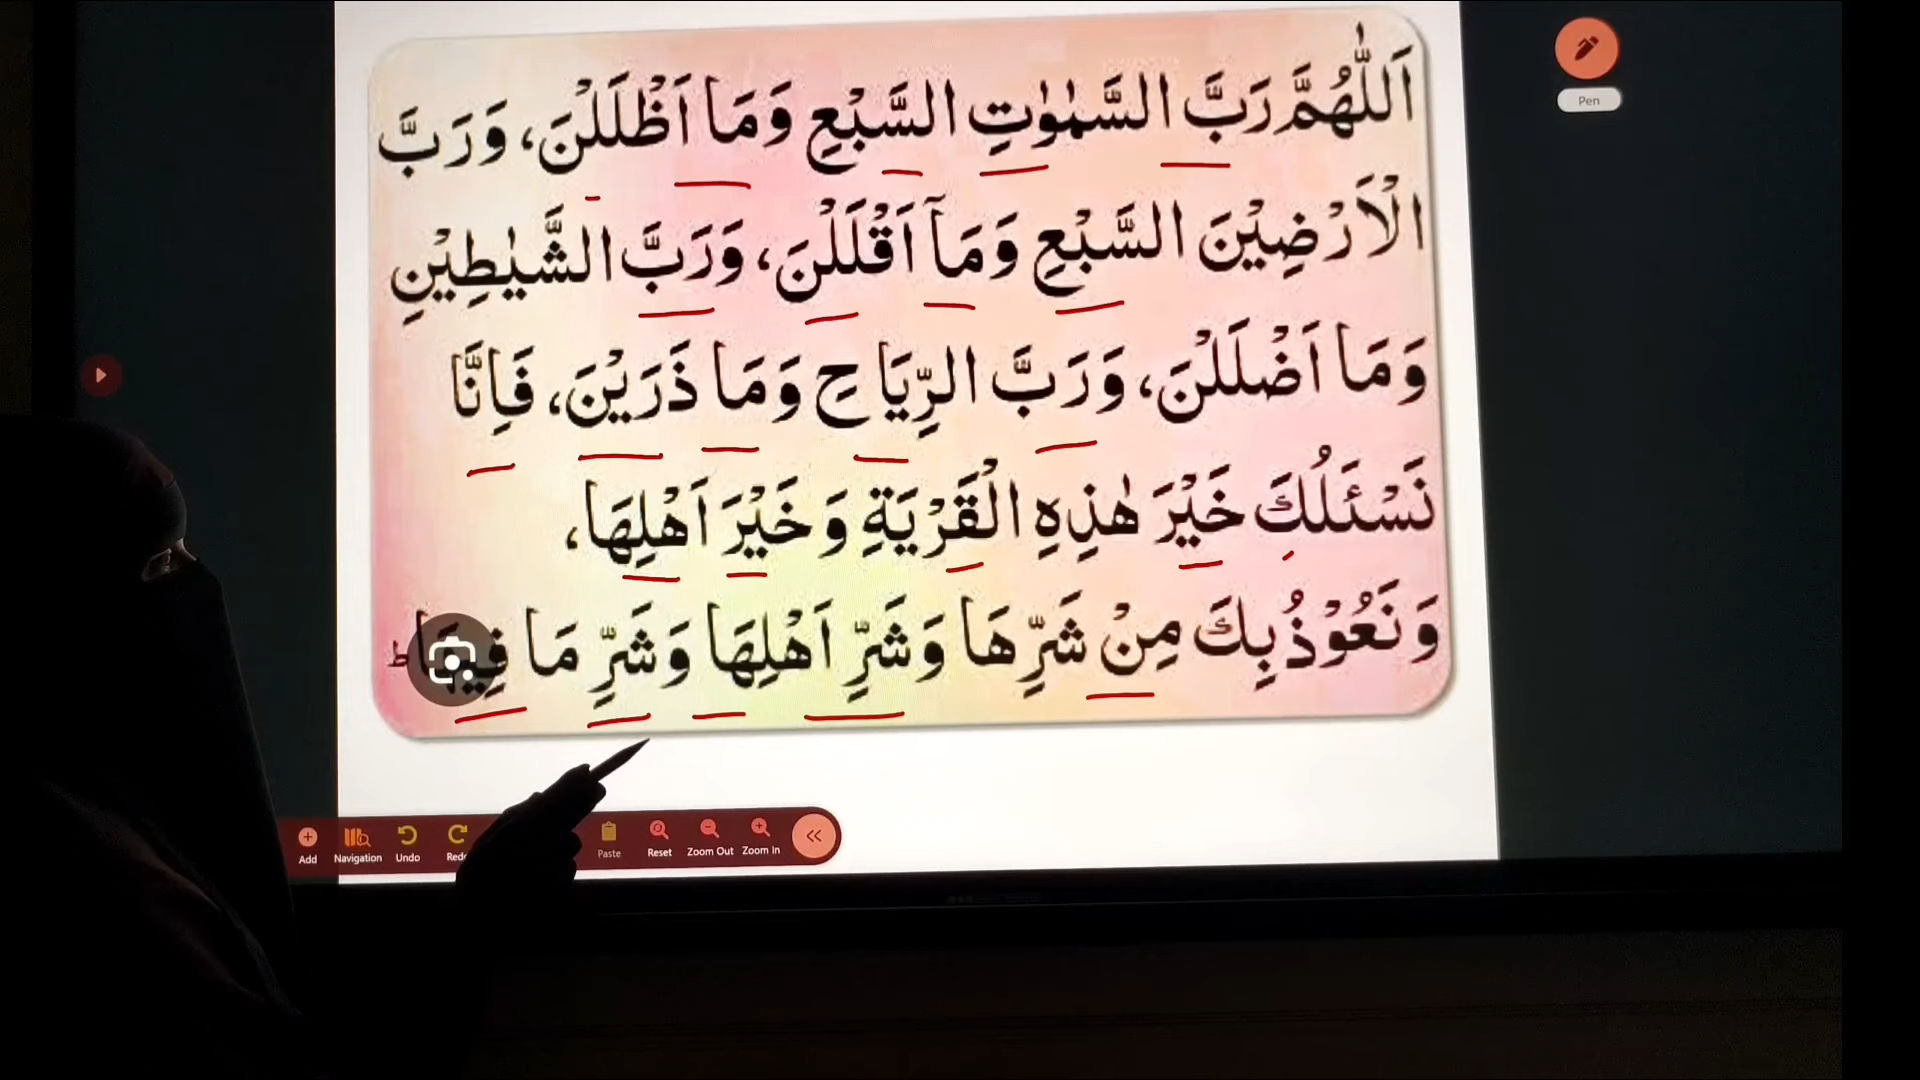 اَللّٰهُمَّ رَبَّ السَّمٰوٰتِ السَّبْعِ وَمَا اَظْلَلْنَ، وَرَبَّ
الْاَرْضِيْنَ السَّبْعِ وَمَآ اَقْلَلْنَ، وَرَبَّ الشَّيٰطِيْنِ
وَمَا اَضْلَلْنَ، وَرَبَّ الرِّيَاحِ وَمَا ذَرَيْنَ، فَاِنَّا
نَسْئَلُكَ خَيْرَ هٰذِهِ الْقَرْيَةِ وَخَيْرَ اَهْلِهَا،
وَنَعُوْذُبِكَ مِنْ شَرِّهَا وَشَرِّ اَهْلِهَا وَشَرِّ مَا فِيهَا ط
Pen
Add Navigation Undo Paste Reset Zoom Out Zoom In